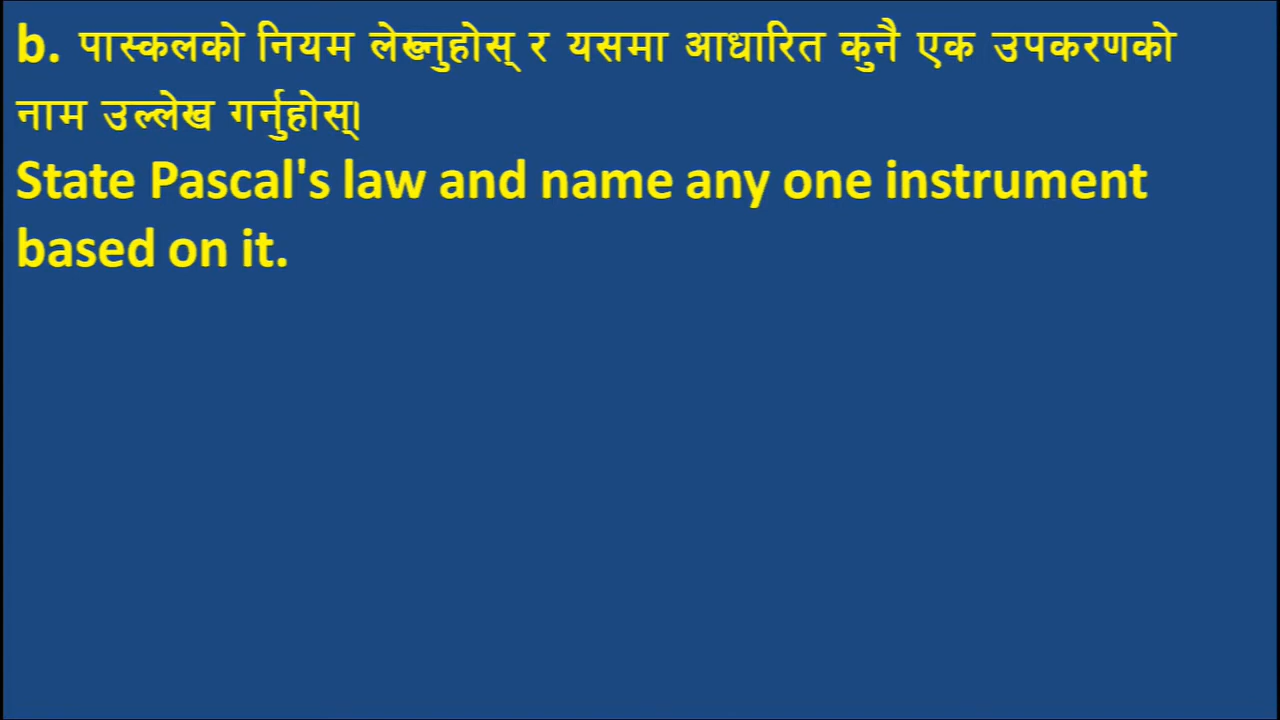 b. पास्कलको नियम लेख्नुहोस् र यसमा आधारित कुनै एक उपकरणको
नाम उल्लेख गर्नुहोस्।
State Pascal's law and name any one instrument
based on it.